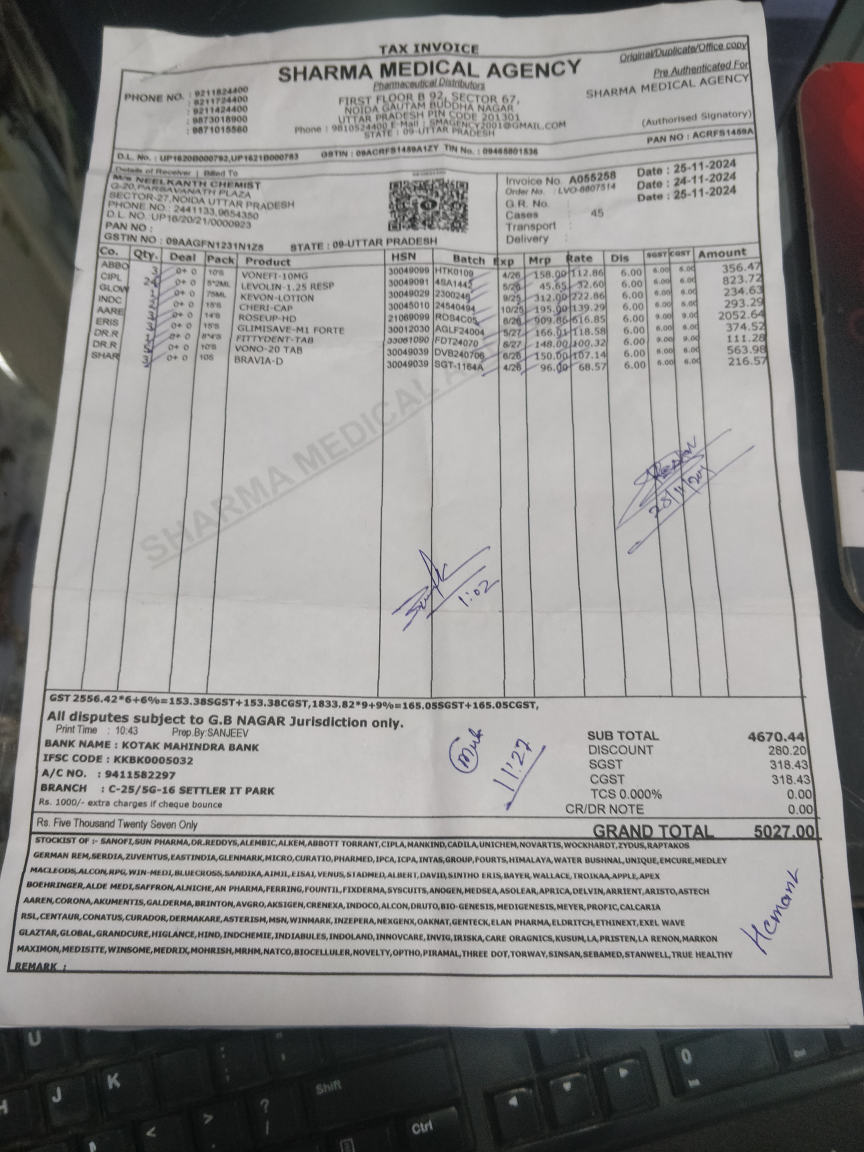 TAX INVOICE
Original/Duplicate/Office copy
SHARMA MEDICAL AGENCY
Pharmaceutical Distributors
Pre Authenticated For
SHARMA MEDICAL AGENCY
PHONE NO. : 9211824400
: 9211724400
: 9211424400
: 9873018900
: 9871015560
FIRST FLOOR B 92, SECTOR 67,
NOIDA GAUTAM BUDDHA NAGAR
UTTAR PRADESH PIN CODE 201301
Phone : 9810524400 E-Mail : SMAGENCY2001@GMAIL.COM
STATE : 09-UTTAR PRADESH
(Authorised Signatory)
PAN NO : ACRFS1459A
D.L. No. : UP1620B000792,UP1621B000783 GSTIN : 09ACRFS1459A1ZY TIN No. : 09465801536
Details of Receiver | Billed To
M/s NEELKANTH CHEMIST
G-20, PARSAVANATH PLAZA
SECTOR-27, NOIDA UTTAR PRADESH
PHONE NO. : 2441133,9654350
D.L. NO : UP16/20/21/0000923
PAN NO :
GSTIN NO : 09AAGFN1231N1Z8 STATE : 09-UTTAR PRADESH
Invoice No. A055258 Date : 25-11-2024
Order No. : LVO-8807514 Date : 24-11-2024
G.R. No. Date : 25-11-2024
Cases : 45
Transport :
Delivery :
Co. Qty. Deal Pack Product HSN Batch Exp Mrp Rate Dis SGST CGST Amount
ABBO 3 0+ 0 10'S VONEFI-10MG 30049099 HTK0109 4/26 158.00 112.86 6.00 6.00 6.00 356.47
CIPL 24 0+ 0 5*2ML LEVOLIN-1.25 RESP 30049091 4SA1442 45.65 32.60 6.00 6.00 6.00 823.72
GLOW 0+ 0 75ML KEVON-LOTION 30049029 2300246 9/25 312.00 222.86 6.00 6.00 6.00 234.63
INDC 0+ 0 15'S CHERI-CAP 30045010 2454049 10/25 195.00 139.29 6.00 6.00 6.00 293.29
AARE 0+ 0 14'S ROSEUP-HD 21069099 ROS4C05 616.85 6.00 9.00 9.00 2052.64
ERIS 3 0+ 0 15'S GLIMISAVE-M1 FORTE 30012030 AGLF24004 5/27 166.01 118.58 6.00 6.00 6.00 374.52
DR.R 0+ 0 FITTYDENT-TAB FDT24070 6/27 148.00 100.32 6.00 9.00 9.00 111.28
DR.R 0+ 0 10'S VONO-20 TAB 30049039 DVB240706 6/26 150.00 107.14 6.00 6.00 6.00 563.98
SHAR 3 0+ 0 10S BRAVIA-D 30049039 SGT-1164A 4/26 96.00 68.57 6.00 6.00 6.00 216.57
SHARMA MEDICAL A
1:02
GST 2556.42*6+6%=153.38SGST+153.38CGST,1833.82*9+9%=165.05SGST+165.05CGST,
All disputes subject to G.B NAGAR Jurisdiction only.
Print Time : 10:43 Prep.By:SANJEEV
BANK NAME : KOTAK MAHINDRA BANK
IFSC CODE : KKBK0005032
A/C NO. : 9411582297
BRANCH : C-25/5G-16 SETTLER IT PARK
Rs. 1000/- extra charges if cheque bounce
11:27
SUB TOTAL 4670.44
DISCOUNT 280.20
SGST 318.43
CGST 318.43
TCS 0.000% 0.00
CR/DR NOTE 0.00
Rs. Five Thousand Twenty Seven Only
GRAND TOTAL 5027.00
STOCKIST OF :- SANOFI,SUN PHARMA,DR.REDDYS,ALEMBIC,ALKEM,ABBOTT TORRANT,CIPLA,MANKIND,CADILA,UNICHEM,NOVARTIS,WOCKHARDT,ZYDUS,RAPTAKOS
GERMAN REM,SERDIA,ZUVENTUS,EASTINDIA,GLENMARK,MICRO,CURATIO,PHARMED,IPCA,ICPA,INTAS,GROUP,FOURTS,HIMALAYA,WATER BUSHNAL,UNIQUE,EMCURE,MEDLEY
MACLEODS,ALCON,RPG,WIN-MEDI,BLUECROSS,SANDIKA,AIMIL,EISAI,VENUS,STADMED,ALBERT,DAVID,SINTHO ERIS,BAYER,WALLACE,TROIKAA,APPLE,APEX
BOEHRINGER,ALDE MEDI,SAFFRON,ALNICHE,AN PHARMA,FERRING,FOUNTIL,FIXDERMA,SYSCUITS,ANOGEN,MEDSEA,ASOLEAR,APRICA,DELVIN,ARRIENT,ARISTO,ASTECH
AAREN,CORONA,AKUMENTIS,GALDERMA,BRINTON,AVGRO,AKSIGEN,CRENEXA,INDOCO,ALCON,DRUTO,BIO-GENESIS,MEDIGENESIS,MEYER,PROFIC,CALCARIA
RSL,CENTAUR,CONATUS,CURADOR,DERMAKARE,ASTERISM,MSN,WINMARK,INZEPERA,NEXGENX,OAKNAT,GENTECK,ELAN PHARMA,ELDRITCH,ETHINEXT,EXEL WAVE
GLAZTAR,GLOBAL,GRANDCURE,HIGLANCE,HIND,INDCHEMIE,INDIABULES,INDOLAND,INNOVCARE,INVIG,IRISKA,CARE ORAGNICS,KUSUM,LA,PRISTEN,LA RENON,MARKON
MAXIMON,MEDISITE,WINSOME,MEDRIX,MOHRISH,MRHM,NATCO,BIOCELLULER,NOVELTY,OPTHO,PIRAMAL,THREE DOT,TORWAY,SINSAN,SEBAMED,STANWELL,TRUE HEALTHY
REMARK :
Hemant
U
H J K Shift 0
< > ? / Ctrl